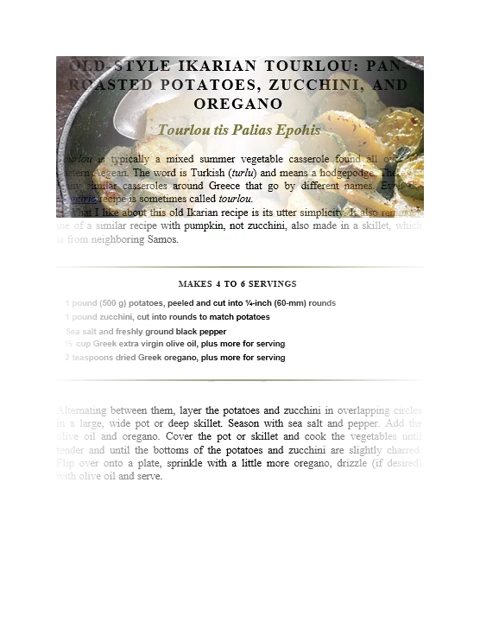 OLD-STYLE IKARIAN TOURLOU: PAN-
ROASTED POTATOES, ZUCCHINI, AND
OREGANO
Tourlou tis Palias Epohis
is typically a mixed summer vegetable casserole found all
Aegean. The word is Turkish (turlu) and means a hodgepodge.
similar casseroles around Greece that go by different names.
recipe is sometimes called tourlou.
What I like about this old Ikarian recipe is its utter simplicity. It also
me of a similar recipe with pumpkin, not zucchini, also made in a skillet, which
is from neighboring Samos.
MAKES 4 TO 6 SERVINGS
1 pound (500 g) potatoes, peeled and cut into ¼-inch (60-mm) rounds
1 pound zucchini, cut into rounds to match potatoes
Sea salt and freshly ground black pepper
cup Greek extra virgin olive oil, plus more for serving
2 teaspoons dried Greek oregano, plus more for serving
Alternating between them, layer the potatoes and zucchini in overlapping circles
in a large, wide pot or deep skillet. Season with sea salt and pepper. Add the
olive oil and oregano. Cover the pot or skillet and cook the vegetables until
tender and until the bottoms of the potatoes and zucchini are slightly charred.
Flip over onto a plate, sprinkle with a little more oregano, drizzle (if desired)
with olive oil and serve.